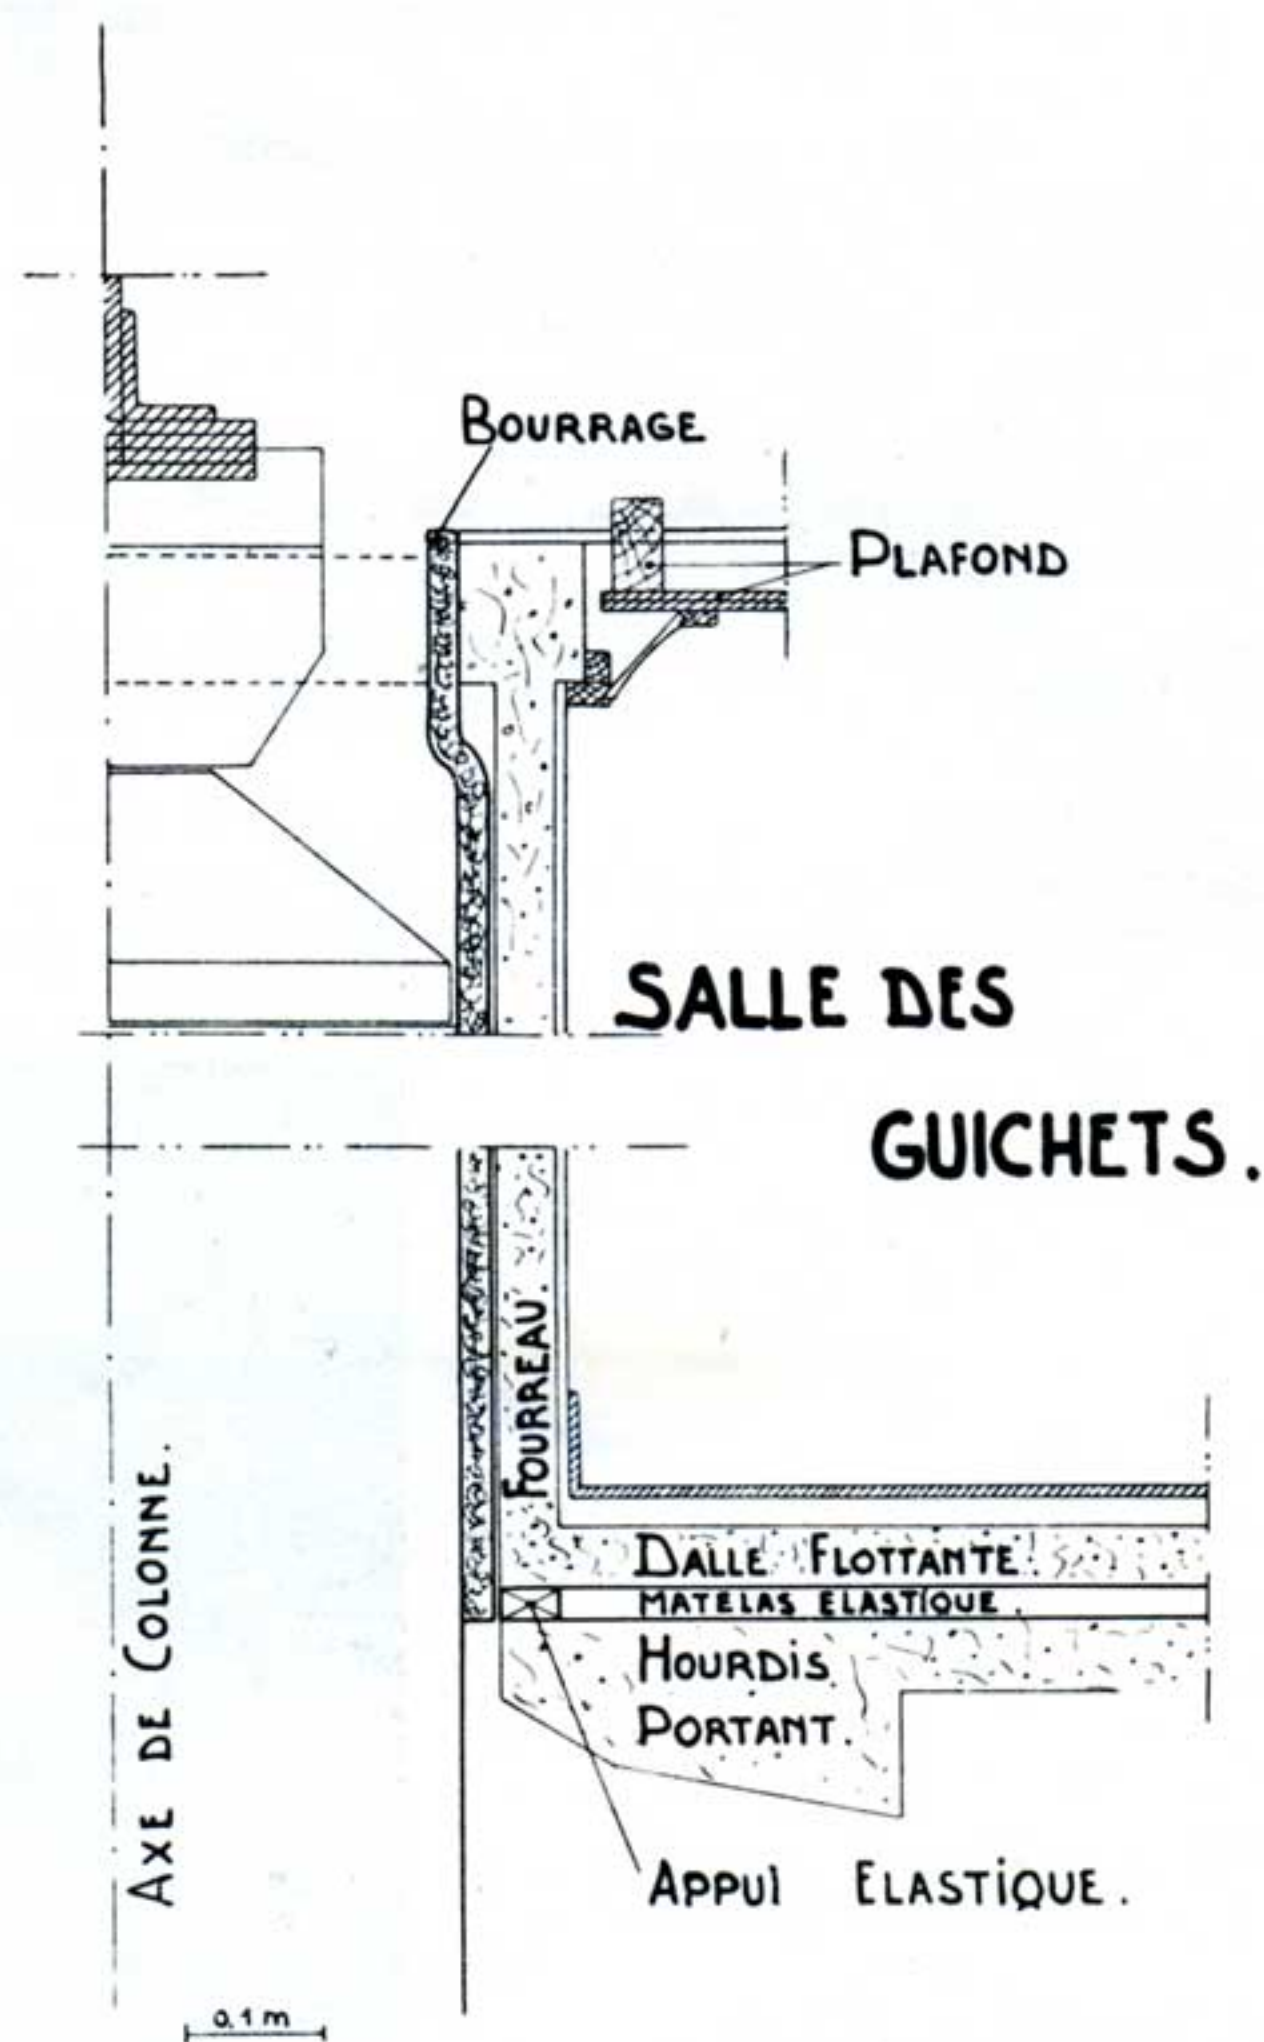 BOURRAGE
PLAFOND
SALLE DES
GUICHETS.
FOURREAU.
DALLE FLOTTANTE.
MATELAS ELASTIQUE.
HOURDIS
PORTANT.
AXE DE COLONNE.
APPUI ELASTIQUE.
0.1 m